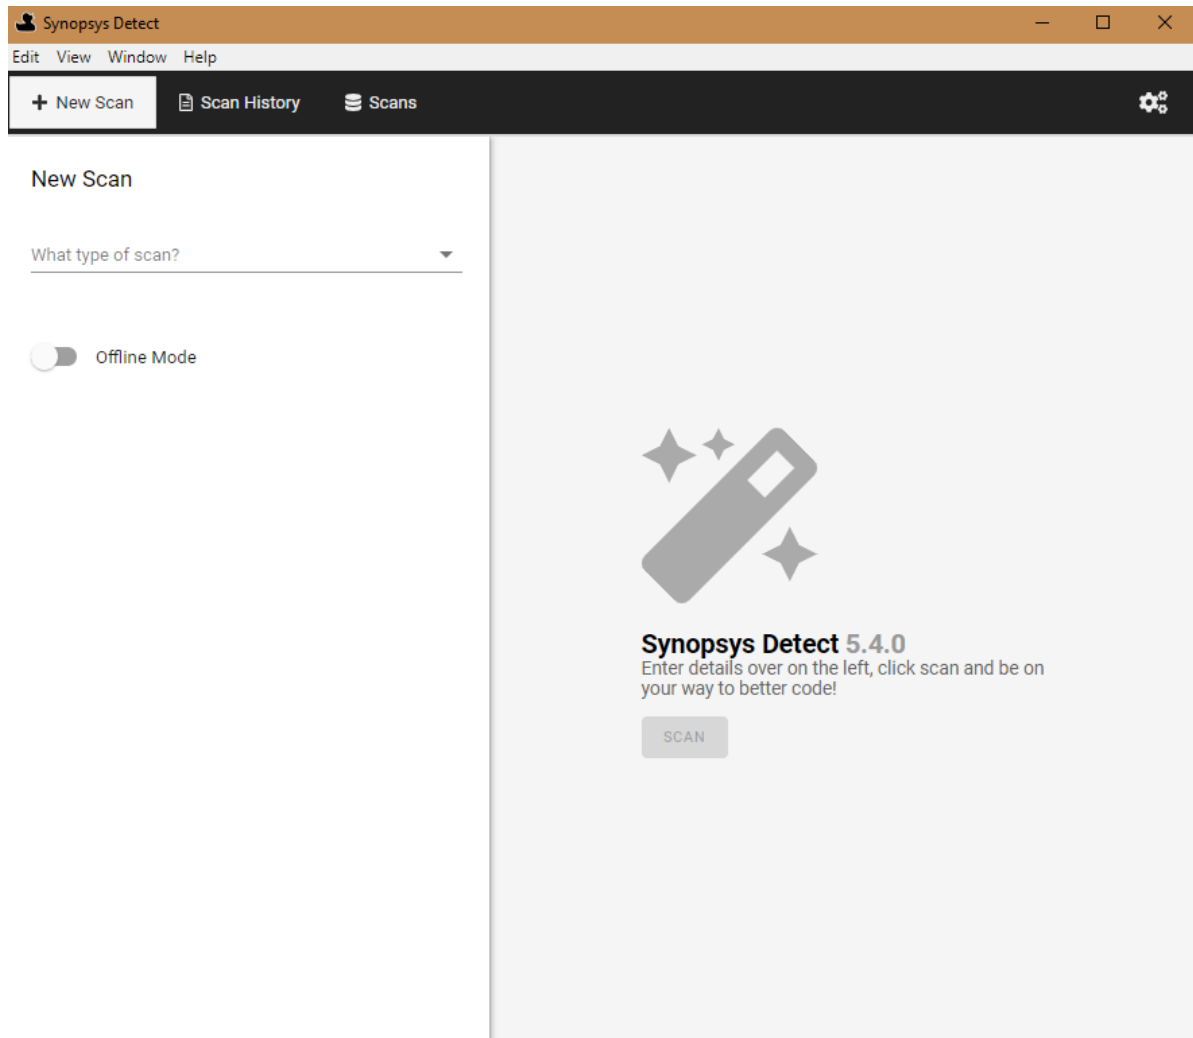 Synopsys Detect
Edit View Window Help
New Scan Scan History Scans
New Scan
What type of scan?
Offline Mode
Synopsys Detect 5.4.0
Enter details over on the left, click scan and be on
your way to better code!
SCAN